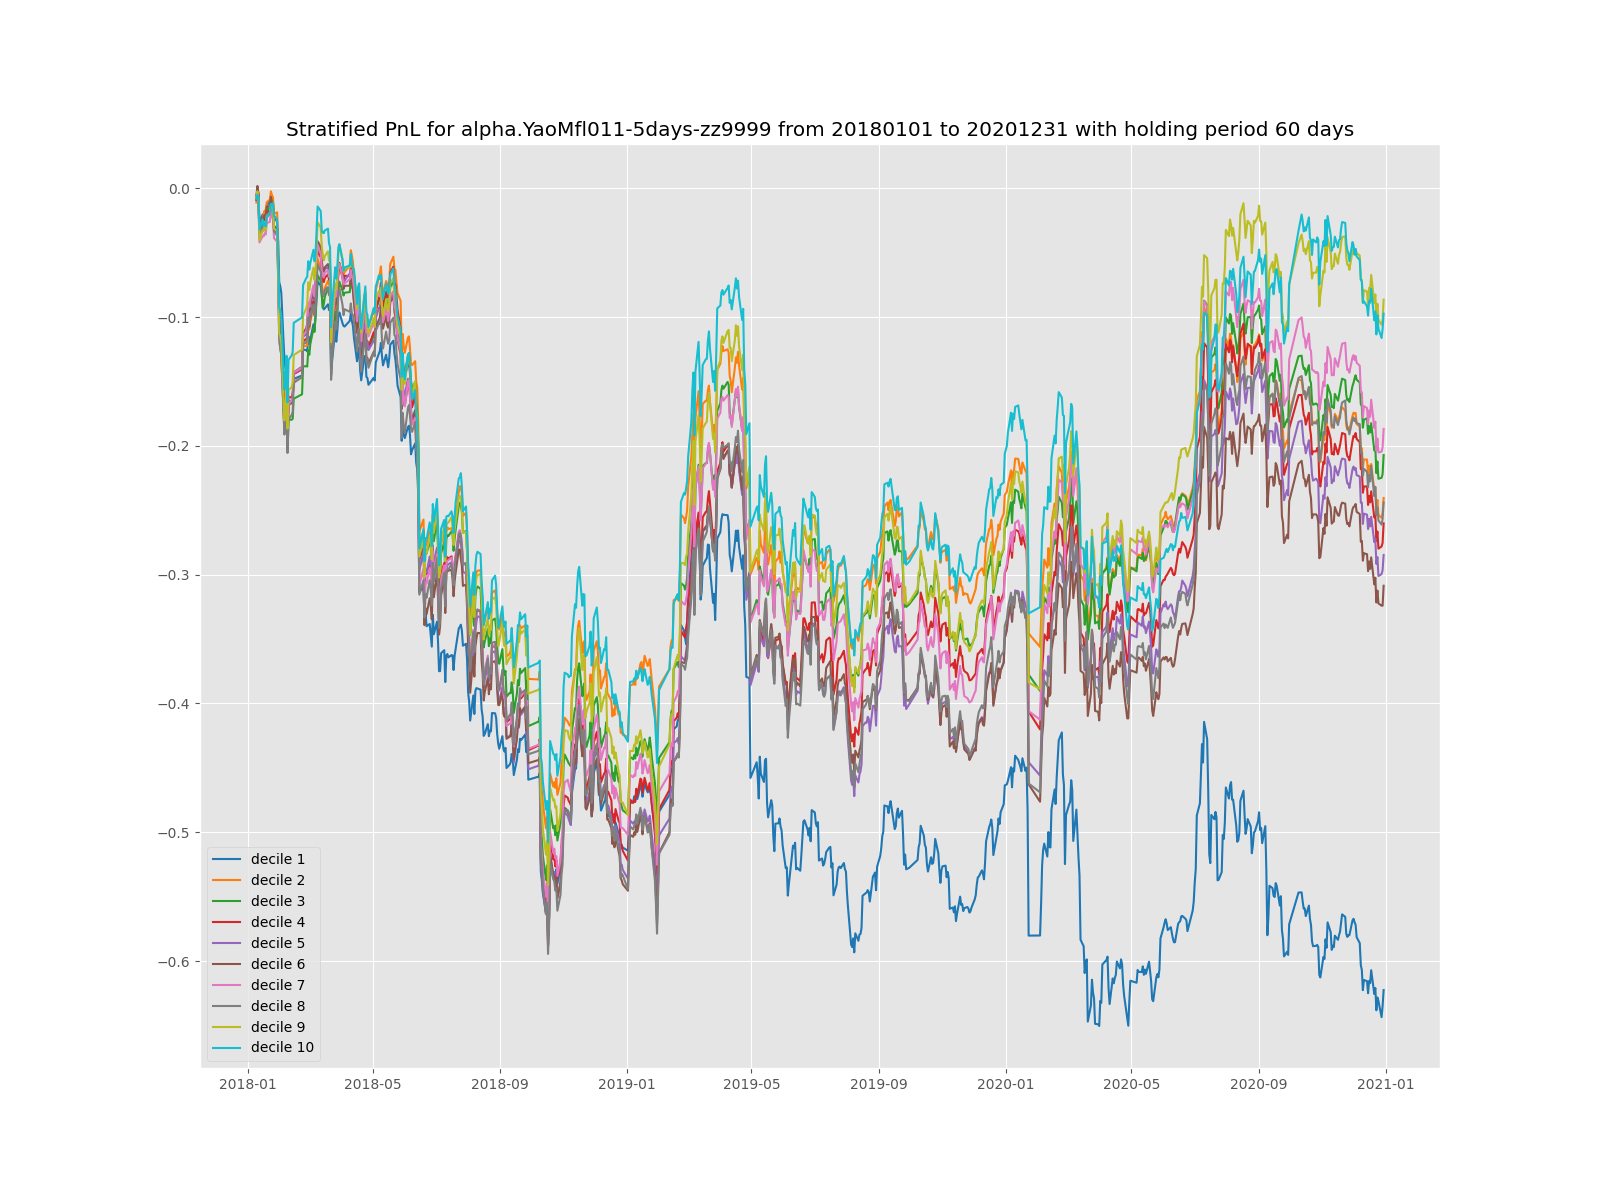 Stratified PnL for alpha.YaoMfl011-5days-zz9999 from 20180101 to 20201231 with holding period 60 days
0.0
−0.1
−0.2
−0.3
−0.4
−0.5
−0.6
decile 1
decile 2
decile 3
decile 4
decile 5
decile 6
decile 7
decile 8
decile 9
decile 10
2018-01 2018-05 2018-09 2019-01 2019-05 2019-09 2020-01 2020-05 2020-09 2021-01